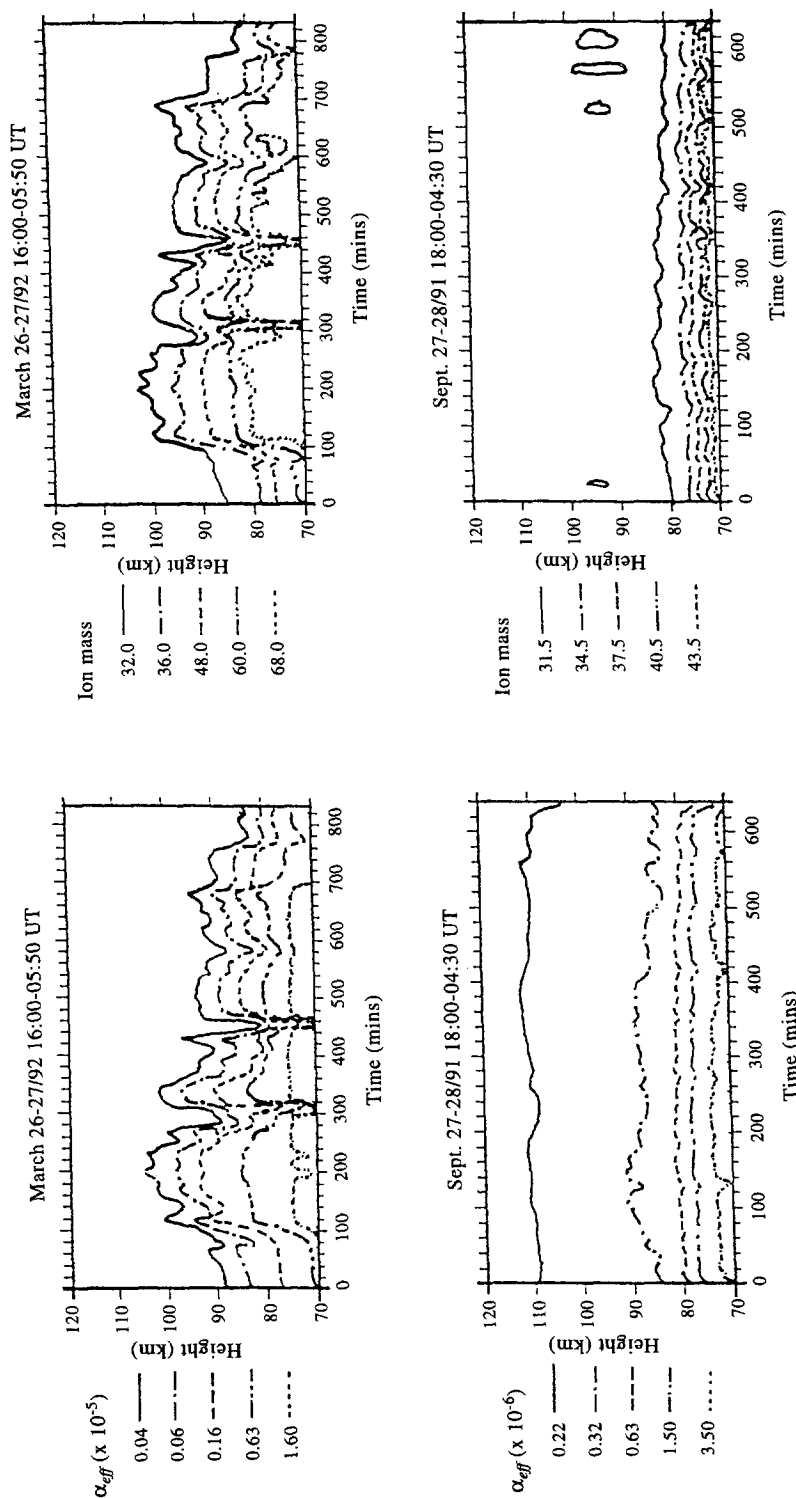 March 26-27/92 16:00-05:50 UT
α_eff (x 10⁻⁵)
0.04
0.06
0.16
0.63
1.60
Height (km)
120
110
100
90
80
70
0 100 200 300 400 500 600 700 800
Time (mins)
March 26-27/92 16:00-05:50 UT
Ion mass
32.0
36.0
48.0
60.0
68.0
Height (km)
120
110
100
90
80
70
0 100 200 300 400 500 600 700 800
Time (mins)
Sept. 27-28/91 18:00-04:30 UT
α_eff (x 10⁻⁶)
0.22
0.32
0.63
1.50
3.50
Height (km)
120
110
100
90
80
70
0 100 200 300 400 500 600
Time (mins)
Sept. 27-28/91 18:00-04:30 UT
Ion mass
31.5
34.5
37.5
40.5
43.5
Height (km)
120
110
100
90
80
70
0 100 200 300 400 500 600
Time (mins)